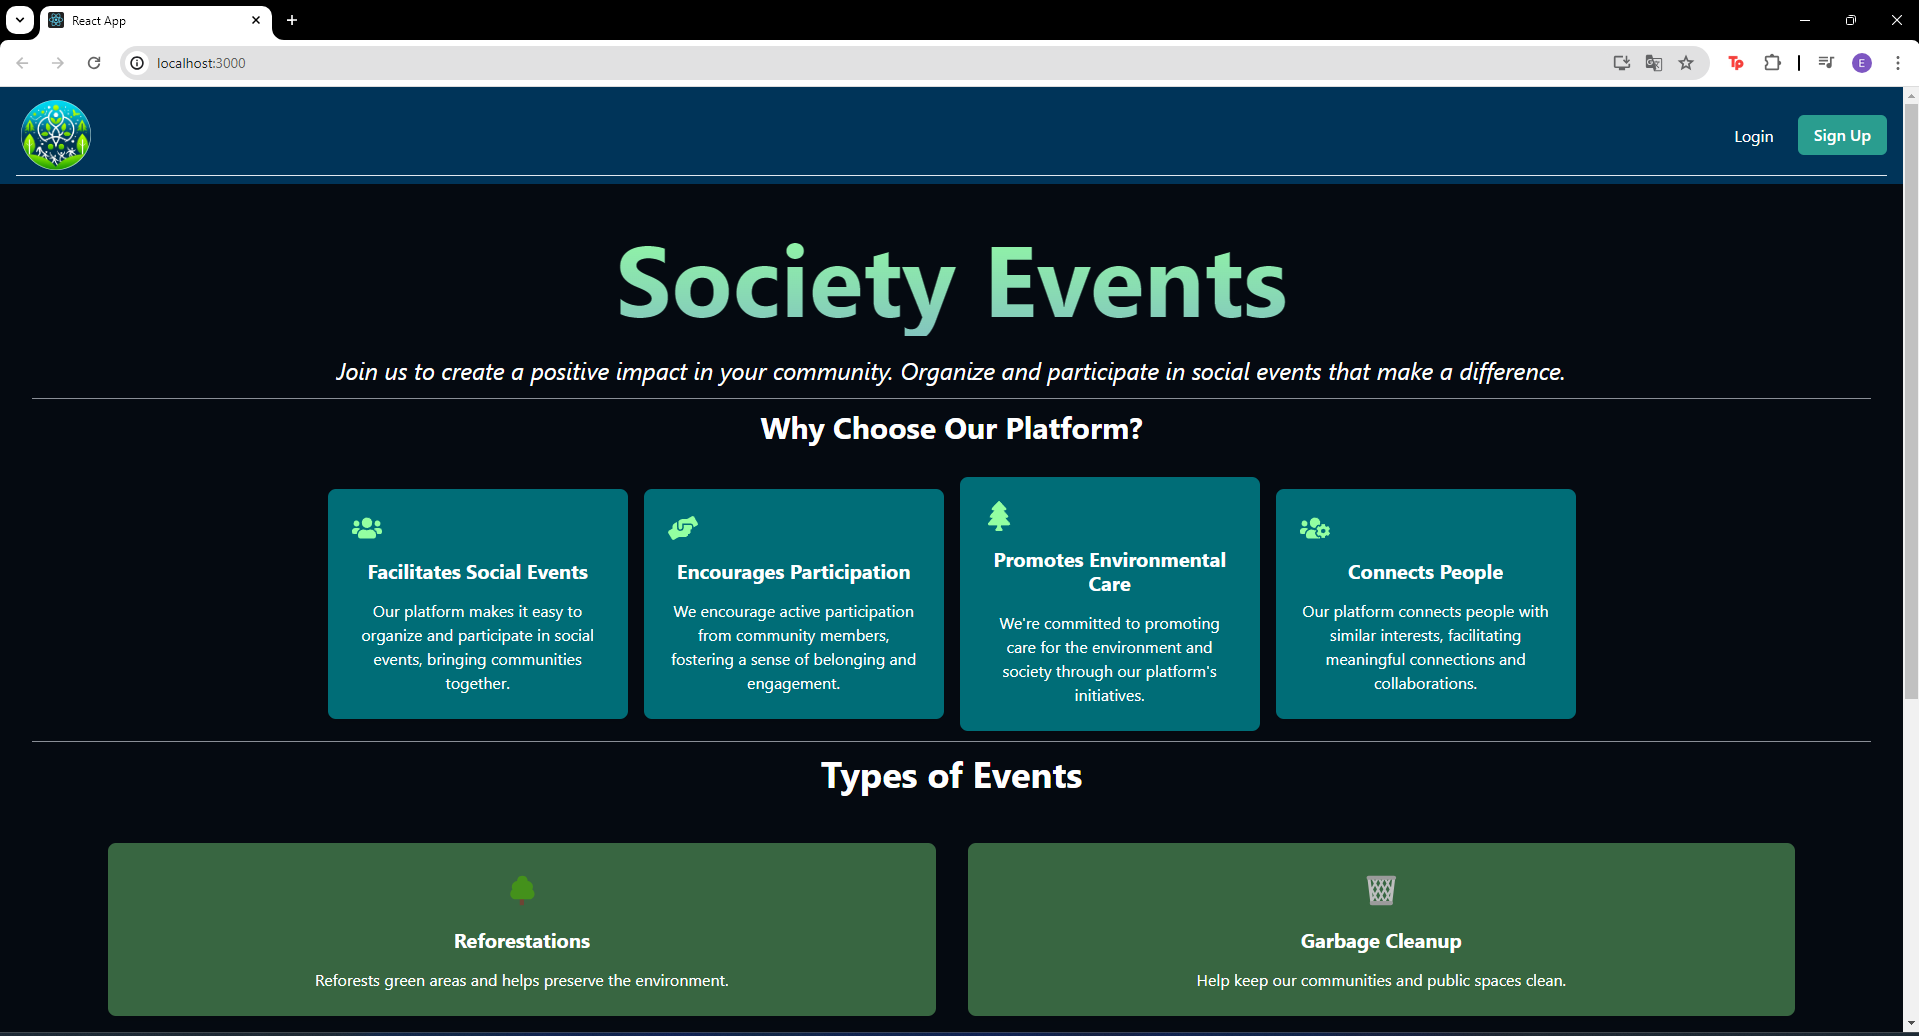 React App
localhost:3000
Tp
E
Login
Sign Up
Society Events
Join us to create a positive impact in your community. Organize and participate in social events that make a difference.
Why Choose Our Platform?
Facilitates Social Events
Our platform makes it easy to
organize and participate in social
events, bringing communities
together.
Encourages Participation
We encourage active participation
from community members,
fostering a sense of belonging and
engagement.
Promotes Environmental
Care
We're committed to promoting
care for the environment and
society through our platform's
initiatives.
Connects People
Our platform connects people with
similar interests, facilitating
meaningful connections and
collaborations.
Types of Events
Reforestations
Reforests green areas and helps preserve the environment.
Garbage Cleanup
Help keep our communities and public spaces clean.